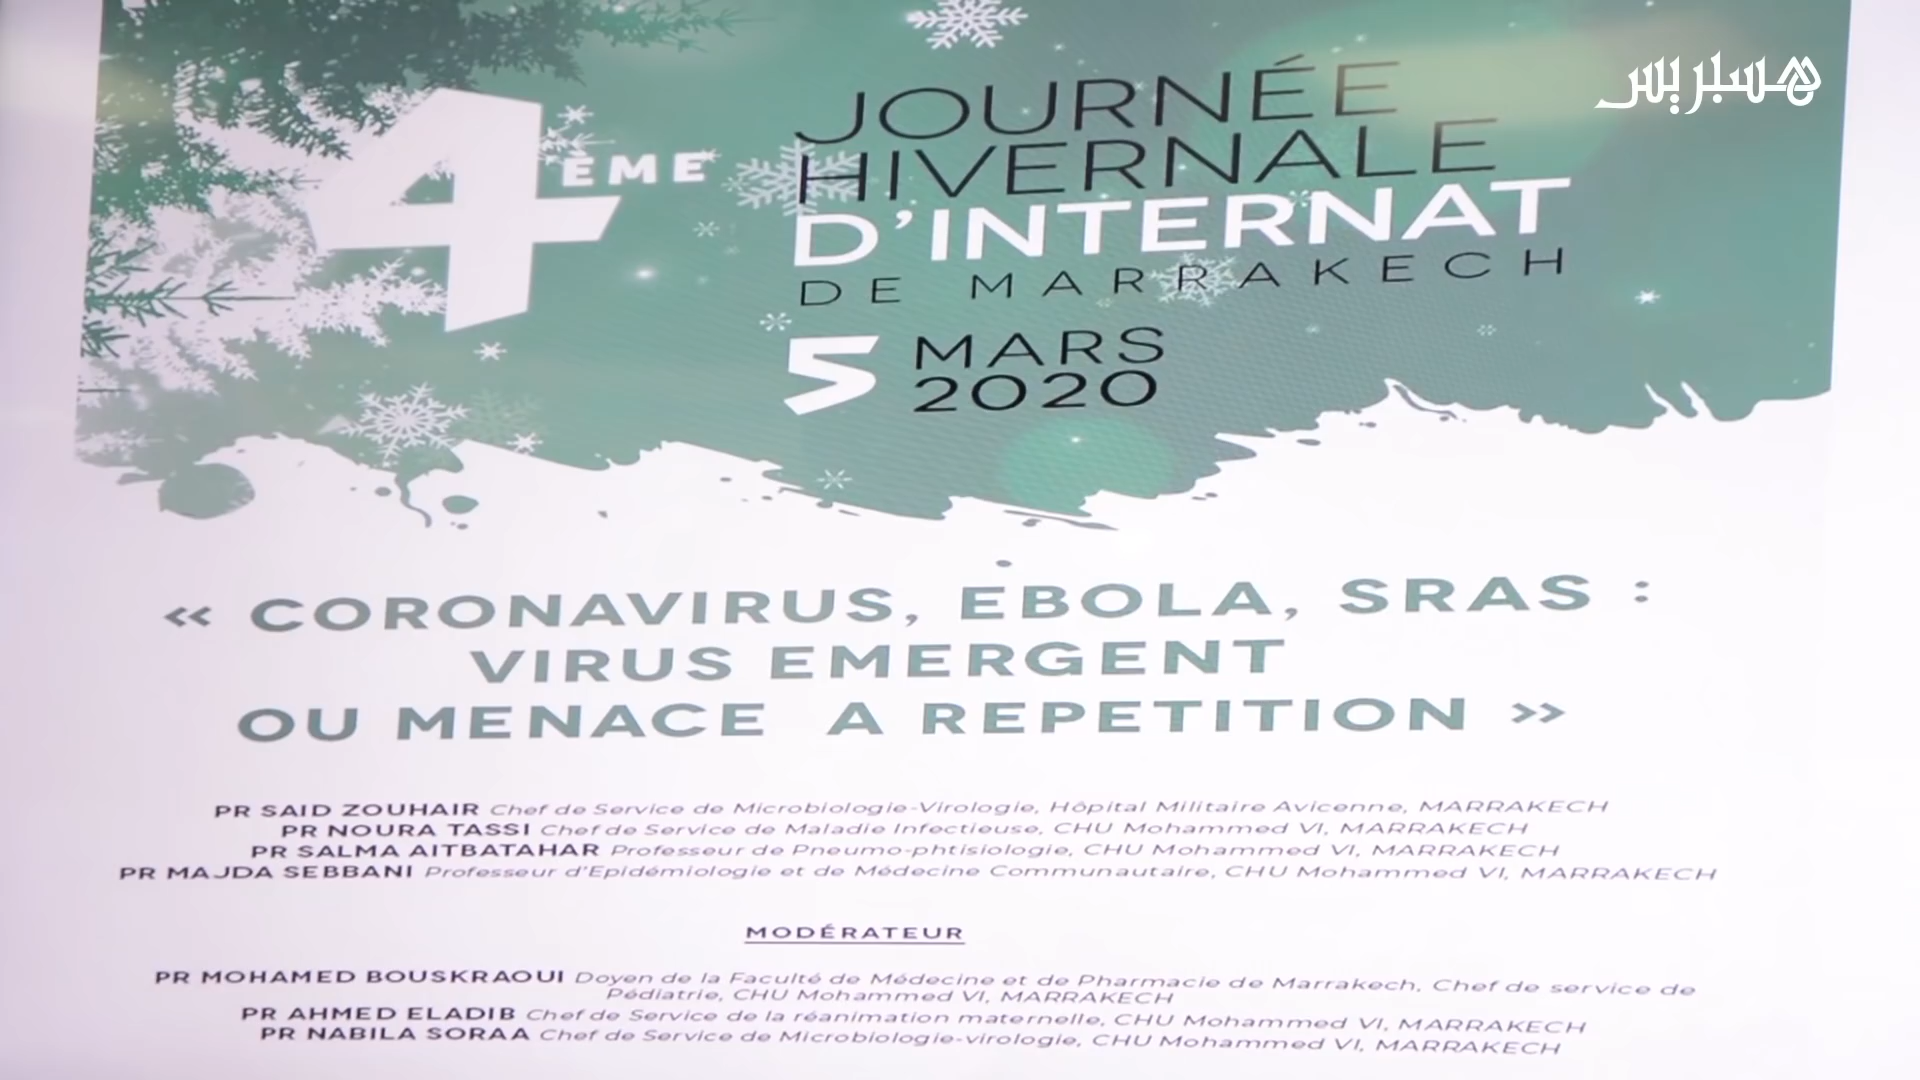 هسبريس
4ÈME
JOURNÉE
HIVERNALE
D'INTERNAT
DE MARRAKECH
5 MARS
2020
« CORONAVIRUS, EBOLA, SRAS :
VIRUS EMERGENT
OU MENACE A REPETITION »
PR SAID ZOUHAIR Chef de Service de Microbiologie-Virologie, Hôpital Militaire Avicenne, MARRAKECH
PR NOURA TASSI Chef de Service de Maladie Infectieuse, CHU Mohammed VI, MARRAKECH
PR SALMA AITBATAHAR Professeur de Pneumo-phtisiologie, CHU Mohammed VI, MARRAKECH
PR MAJDA SEBBANI Professeur d'Epidémiologie et de Médecine Communautaire, CHU Mohammed VI, MARRAKECH
MODÉRATEUR
PR MOHAMED BOUSKRAOUI Doyen de la Faculté de Médecine et de Pharmacie de Marrakech, Chef de service de
Pédiatrie, CHU Mohammed VI, MARRAKECH
PR AHMED ELADIB Chef de Service de la réanimation maternelle, CHU Mohammed VI, MARRAKECH
PR NABILA SORAA Chef de Service de Microbiologie-virologie, CHU Mohammed VI, MARRAKECH